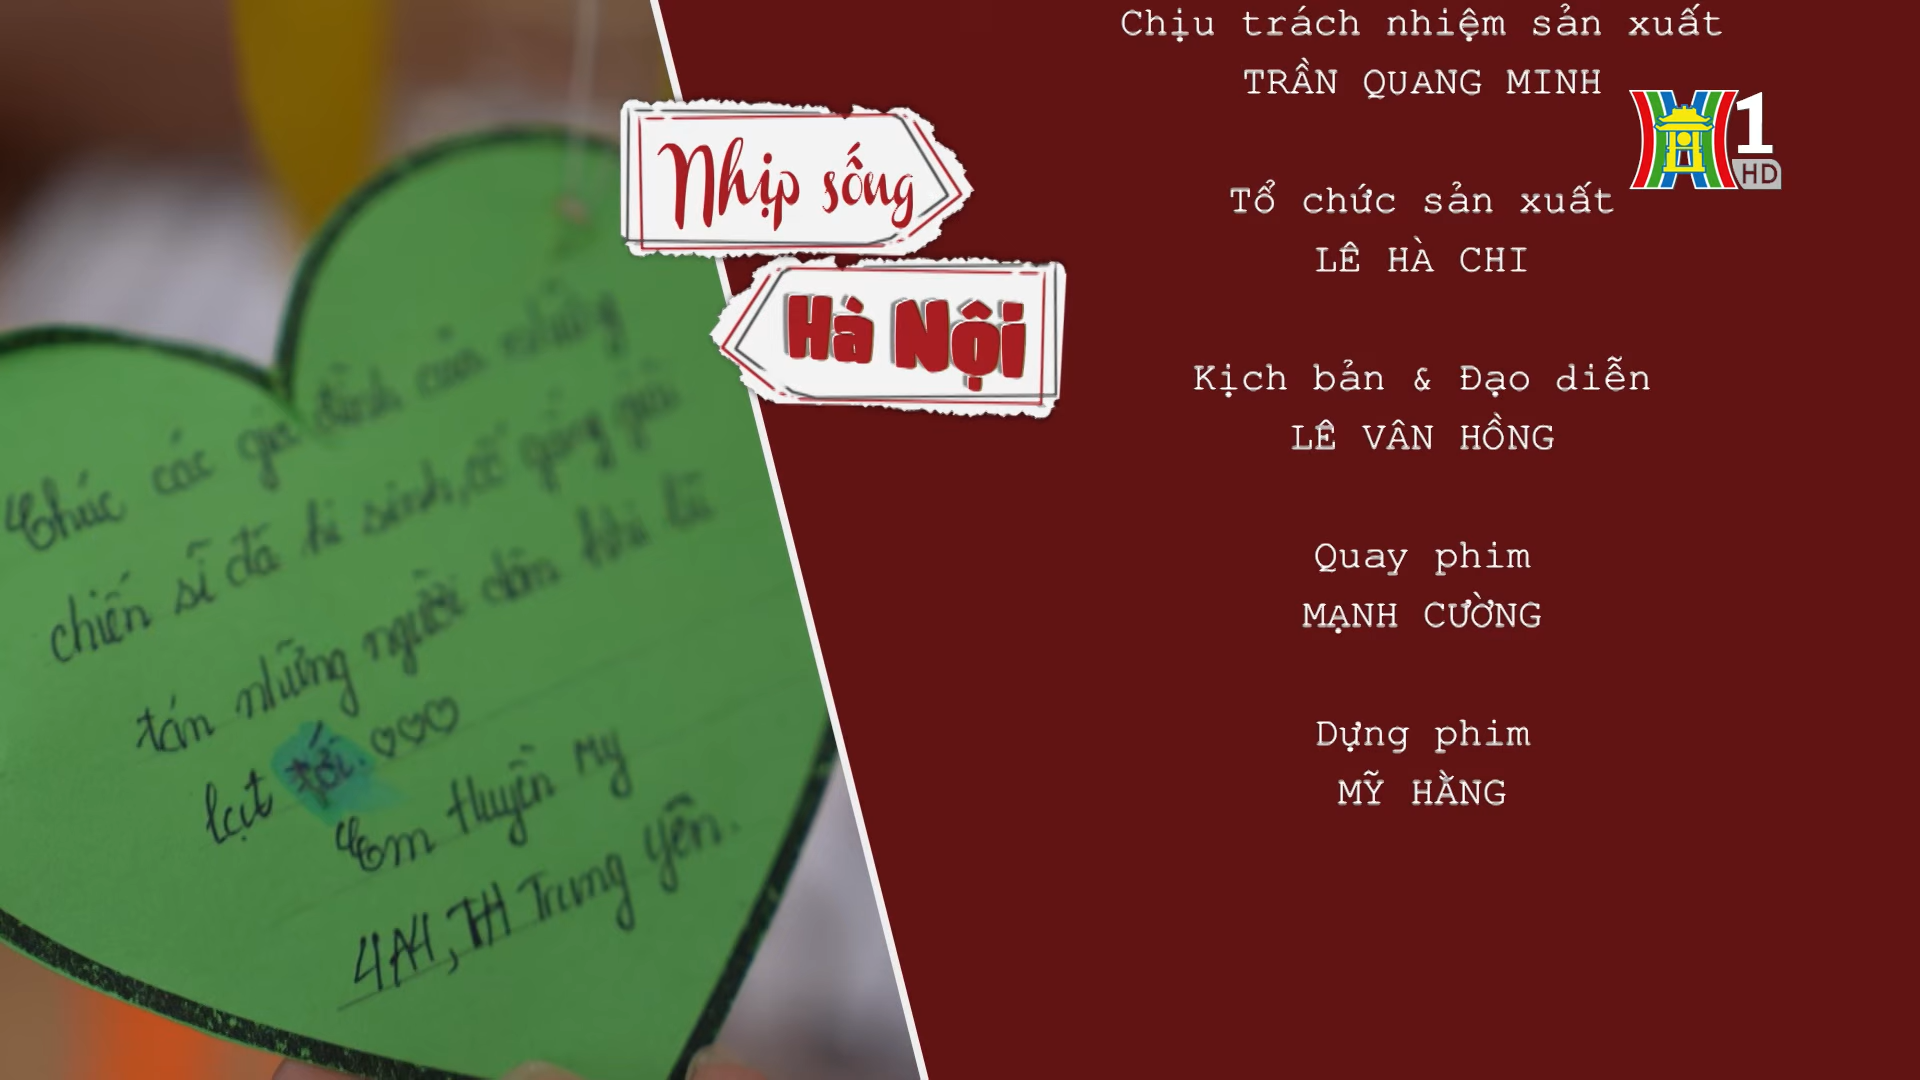 Chúc các gia đình của những
chiến sĩ đã hi sinh, cố gắng giải
tán những người dân khi lũ
lụt tới.
Em Huyền My
4A4, TH Trung Yên.
Nhịp sống
Hà Nội
Chịu trách nhiệm sản xuất
TRẦN QUANG MINH
Tổ chức sản xuất
LÊ HÀ CHI
Kịch bản & Đạo diễn
LÊ VÂN HỒNG
Quay phim
MẠNH CƯỜNG
Dựng phim
MỸ HẰNG
H1
HD